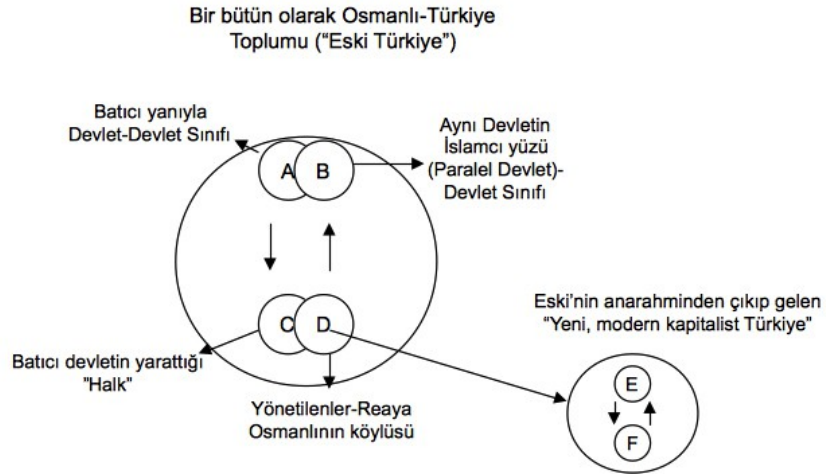 Bir bütün olarak Osmanlı-Türkiye
Toplumu (“Eski Türkiye”)
Batıcı yanıyla
Devlet-Devlet Sınıfı
Aynı Devletin
İslamcı yüzü
(Paralel Devlet)-
Devlet Sınıfı
A B
C D
Eski’nin anarahminden çıkıp gelen
“Yeni, modern kapitalist Türkiye”
Batıcı devletin yarattığı
"Halk"
Yönetilenler-Reaya
Osmanlının köylüsü
E
F